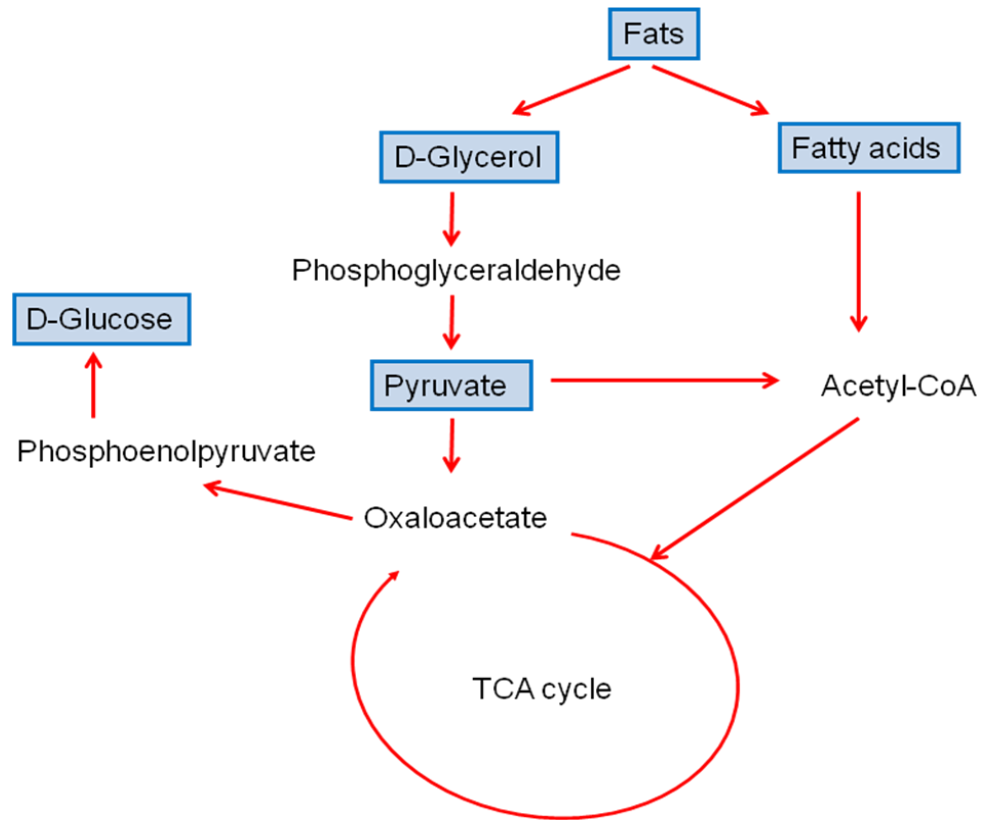 Fats
D-Glycerol
Fatty acids
Phosphoglyceraldehyde
D-Glucose
Pyruvate
Acetyl-CoA
Phosphoenolpyruvate
Oxaloacetate
TCA cycle